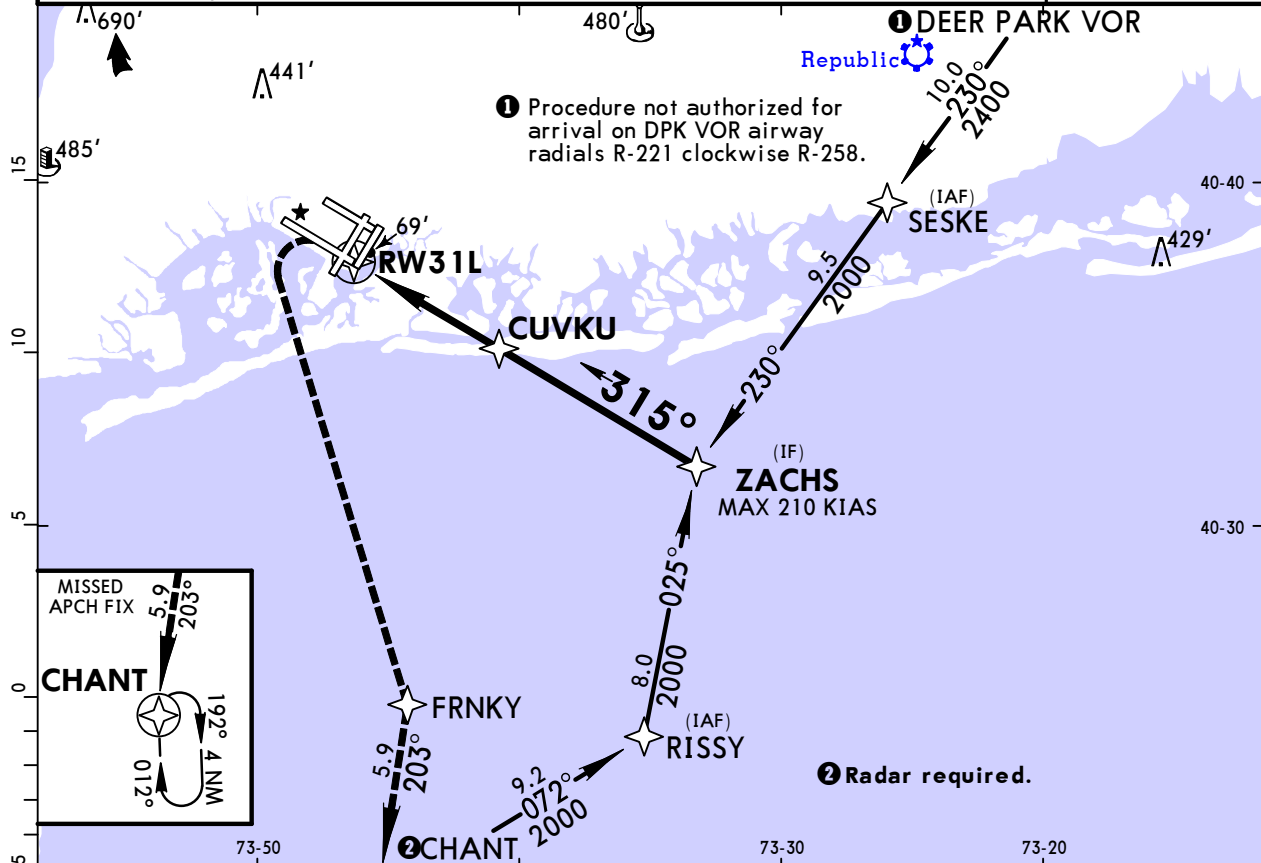 690'
480'
❶DEER PARK VOR
Republic
441'
10.0
230°
2400
❶ Procedure not authorized for
arrival on DPK VOR airway
radials R-221 clockwise R-258.
485'
15
40-40
(IAF)
SESKE
69'
RW31L
429'
9.5
2000
10
CUVKU
230°
315°
(IF)
ZACHS
MAX 210 KIAS
5
40-30
025°
MISSED
APCH FIX
5.9
203°
CHANT
192°
4 NM
012°
8.0
2000
0
FRNKY
(IAF)
RISSY
5.9
203°
9.2
072°
2000
❷Radar required.
❷CHANT
73-50
73-30
73-20
5